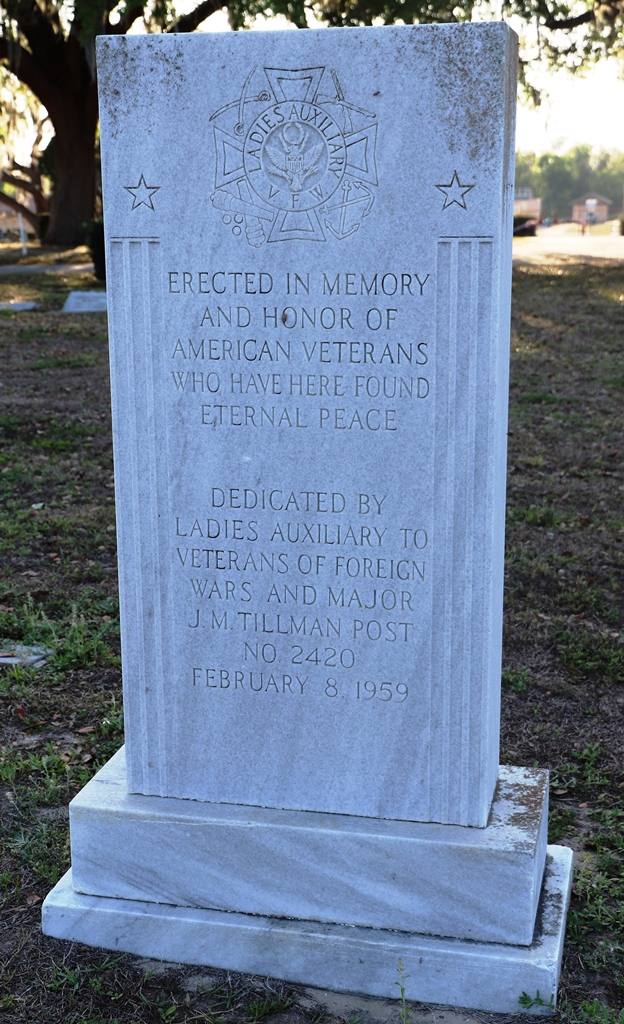 LADIES AUXILIARY
V F W
ERECTED IN MEMORY
AND HONOR OF
AMERICAN VETERANS
WHO HAVE HERE FOUND
ETERNAL PEACE
DEDICATED BY
LADIES AUXILIARY TO
VETERANS OF FOREIGN
WARS AND MAJOR
J. M. TILLMAN POST
NO. 2420
FEBRUARY 8, 1959